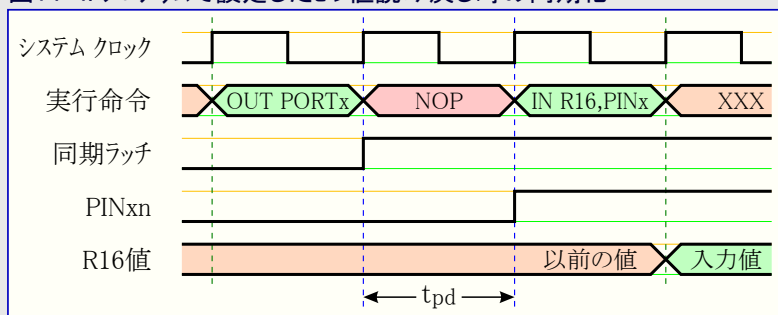 システム クロック
実行命令 OUT PORTx NOP IN R16,PINx XXX
同期ラッチ
PINxn
R16値 以前の値 入力値
tpd